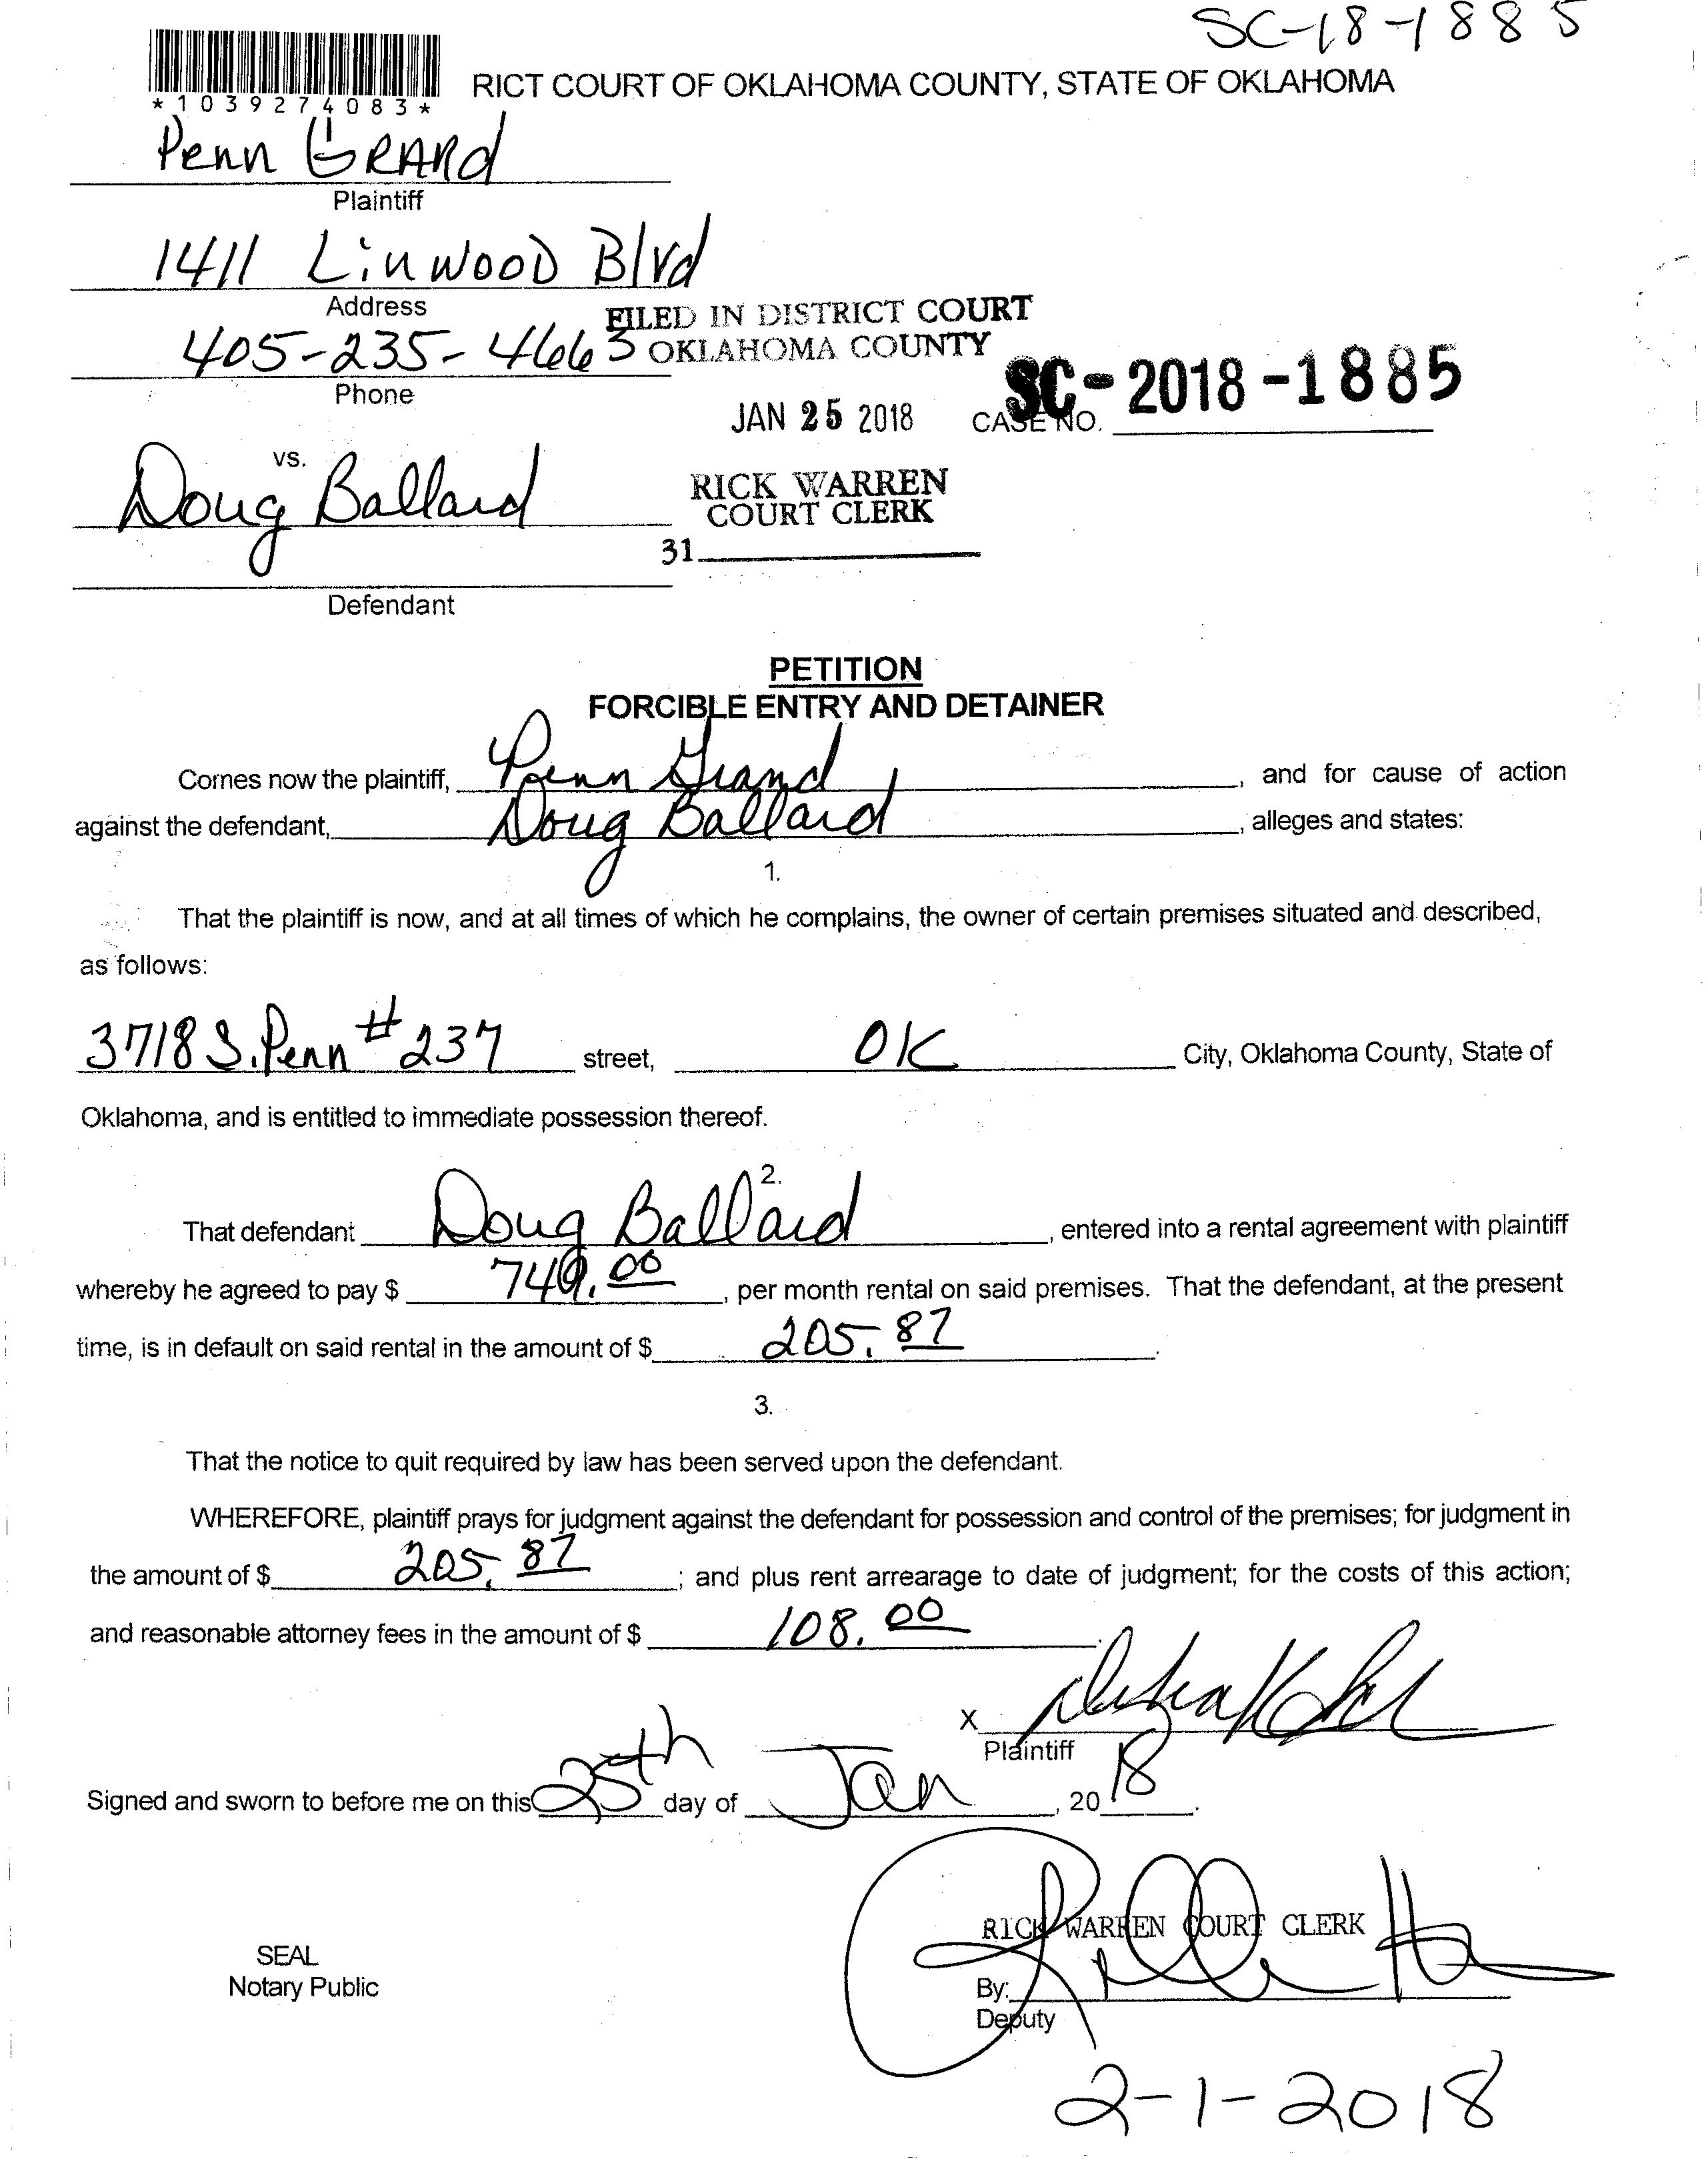 SC-18-1885
*1039274083*
RICT COURT OF OKLAHOMA COUNTY, STATE OF OKLAHOMA
Penn GRANd
Plaintiff
1411 LinWOOD Blvd
Address
405-235-4663
Phone
FILED IN DISTRICT COURT
OKLAHOMA COUNTY
JAN 25 2018
CASE NO. SC-2018-1885
vs.
Doug Ballard
RICK WARREN
COURT CLERK
31
Defendant
PETITION
FORCIBLE ENTRY AND DETAINER
Comes now the plaintiff, Penn Grand, and for cause of action
against the defendant, Doug Ballard, alleges and states:
1.
That the plaintiff is now, and at all times of which he complains, the owner of certain premises situated and described,
as follows:
3718 S. Penn #237 street, OK City, Oklahoma County, State of
Oklahoma, and is entitled to immediate possession thereof.
2.
That defendant Doug Ballard, entered into a rental agreement with plaintiff
whereby he agreed to pay $ 749.00, per month rental on said premises. That the defendant, at the present
time, is in default on said rental in the amount of $ 205.87.
3.
That the notice to quit required by law has been served upon the defendant.
WHEREFORE, plaintiff prays for judgment against the defendant for possession and control of the premises; for judgment in
the amount of $ 205.87; and plus rent arrearage to date of judgment; for the costs of this action;
and reasonable attorney fees in the amount of $ 108.00.
X
Plaintiff
Signed and sworn to before me on this 25th day of Jan, 2018.
RICK WARREN COURT CLERK
SEAL
Notary Public
By:
Deputy
2-1-2018